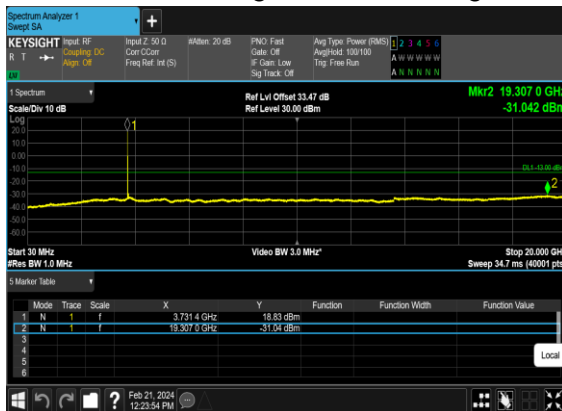 Spectrum Analyzer 1
Swept SA
KEYSIGHT Input: RF Input Z: 50 Ω #Atten: 20 dB PNO: Fast Avg Type: Power (RMS) 1 2 3 4 5 6
R T Coupling: DC Corr CCorr Gate: Off Avg|Hold: 100/100 A W W W W W
Align: Off Freq Ref: Int (S) IF Gain: Low Trig: Free Run A N N N N N
Sig Track: Off
1 Spectrum
Scale/Div 10 dB Ref Lvl Offset 33.47 dB Mkr2 19.307 0 GHz
Ref Level 30.00 dBm -31.042 dBm
Log
1
20.0
10.0
0.00
-10.0 DL1 -13.00 dBm
-20.0 2
-30.0
-40.0
-50.0
-60.0
Start 30 MHz Video BW 3.0 MHz* Stop 20.000 GHz
#Res BW 1.0 MHz Sweep 34.7 ms (40001 pts)
5 Marker Table
Mode Trace Scale X Y Function Function Width Function Value
1 N 1 f 3.731 4 GHz 18.83 dBm
2 N 1 f 19.307 0 GHz -31.04 dBm
3
4
5
6
Local
? Feb 21, 2024
12:23:54 PM